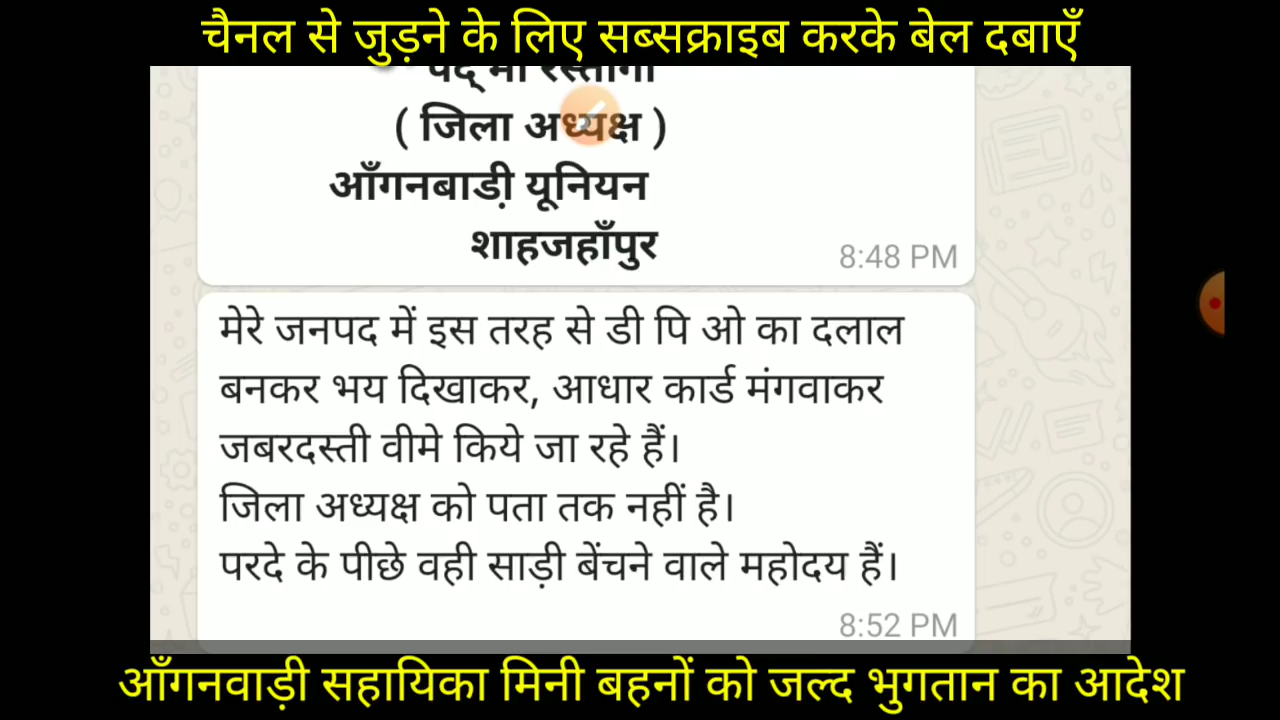 चैनल से जुड़ने के लिए सब्सक्राइब करके बेल दबाएँ
( जिला अध्यक्ष )
आँगनबाडी़ यूनियन
शाहजहाँपुर
8:48 PM
मेरे जनपद में इस तरह से डी पि ओ का दलाल
बनकर भय दिखाकर, आधार कार्ड मंगवाकर
जबरदस्ती वीमे किये जा रहे हैं।
जिला अध्यक्ष को पता तक नहीं है।
परदे के पीछे वही साड़ी बेंचने वाले महोदय हैं।
8:52 PM
आँगनवाड़ी सहायिका मिनी बहनों को जल्द भुगतान का आदेश